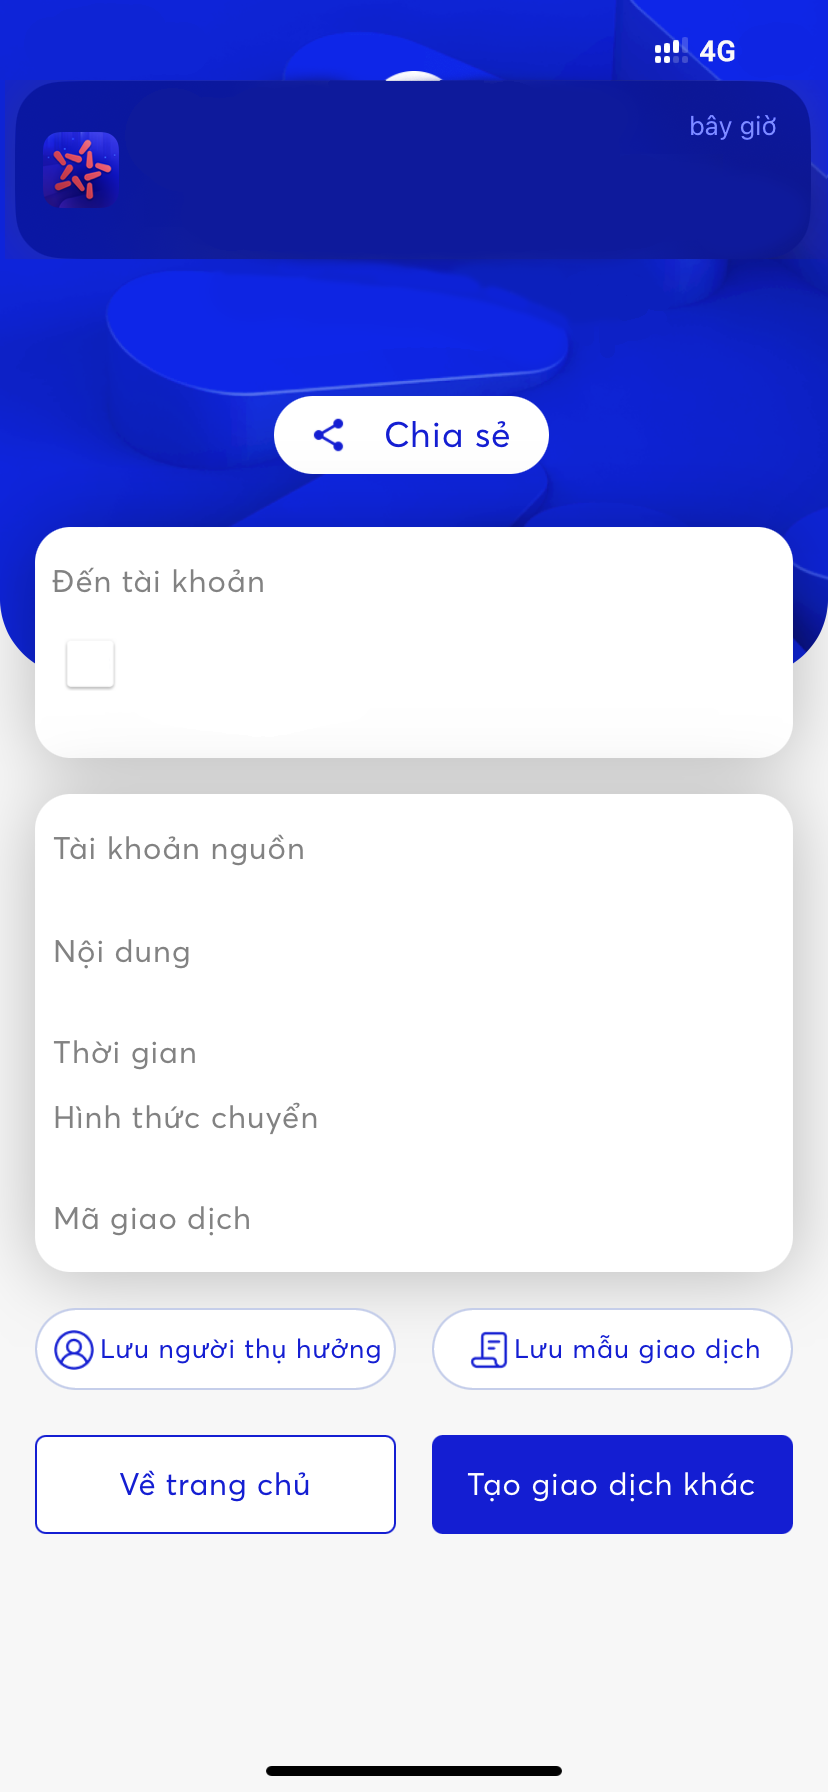 4G
bây giờ
Chia sẻ
Đến tài khoản
Tài khoản nguồn
Nội dung
Thời gian
Hình thức chuyển
Mã giao dịch
Lưu người thụ hưởng
Lưu mẫu giao dịch
Về trang chủ
Tạo giao dịch khác